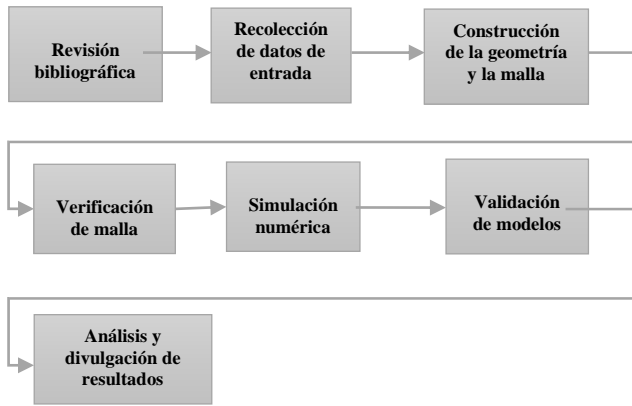 Revisión
bibliográfica
Recolección
de datos de
entrada
Construcción
de la geometría
y la malla
Verificación
de malla
Simulación
numérica
Validación
de modelos
Análisis y
divulgación de
resultados